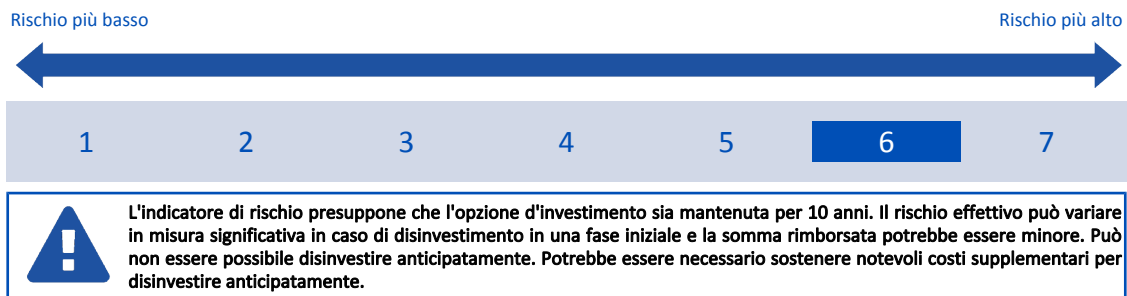 Rischio più basso Rischio più alto
1 2 3 4 5 6 7
L'indicatore di rischio presuppone che l'opzione d'investimento sia mantenuta per 10 anni. Il rischio effettivo può variare
in misura significativa in caso di disinvestimento in una fase iniziale e la somma rimborsata potrebbe essere minore. Può
non essere possibile disinvestire anticipatamente. Potrebbe essere necessario sostenere notevoli costi supplementari per
disinvestire anticipatamente.